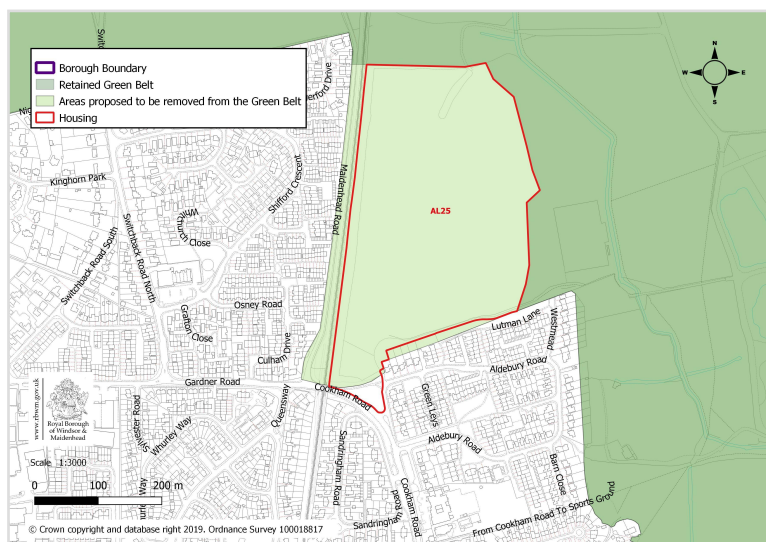 Borough Boundary
Retained Green Belt
Areas proposed to be removed from the Green Belt
Housing
N
W
E
S
Kinghorn Park
Switchback Road South
Switchback Road North
Shifford Crescent
Whitchurch
Close
Maidenhead Road
AL25
Osney Road
Grafton
Close
Culham
Drive
Gardner Road
Queensway
Cookham Road
Lutman Lane
Westmead
Aldebury Road
Green Leys
Aldebury Road
Barn Close
Whurley Way
Sandringham Road
Cookham Road
Sandringham
Road
From Cookham Road To Sports
www.rbwm.gov.uk
Royal Borough
of Windsor &
Maidenhead
Scale 1:3000
0 100 200 m
© Crown copyright and database right 2019. Ordnance Survey 100018817